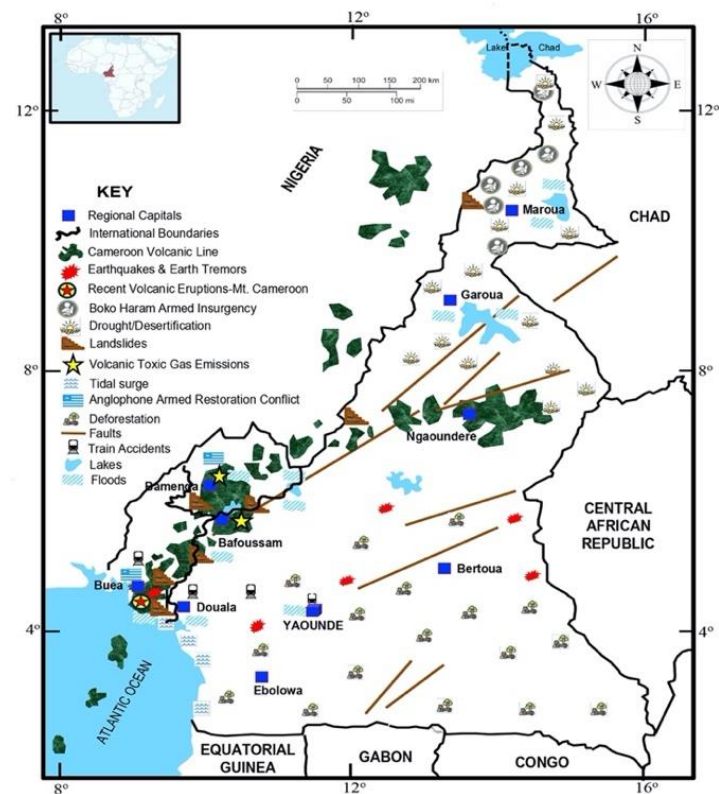 8°
12°
16°
Lake
Chad
N
W
E
S
0
50
100
150
200 km
0
50
100 mi
12°
12°
NIGERIA
CHAD
KEY
Regional Capitals
International Boundaries
Cameroon Volcanic Line
Earthquakes & Earth Tremors
Recent Volcanic Eruptions-Mt. Cameroon
Boko Haram Armed Insurgency
Drought/Desertification
Landslides
Volcanic Toxic Gas Emissions
Tidal surge
Anglophone Armed Restoration Conflict
Deforestation
Faults
Train Accidents
Lakes
Floods
Maroua
Garoua
8°
8°
Ngaoundere
Bamenda
Bafoussam
CENTRAL
AFRICAN
REPUBLIC
Bertoua
Buea
Douala
YAOUNDE
4°
4°
Ebolowa
ATLANTIC OCEAN
EQUATORIAL
GUINEA
GABON
CONGO
8°
12°
16°